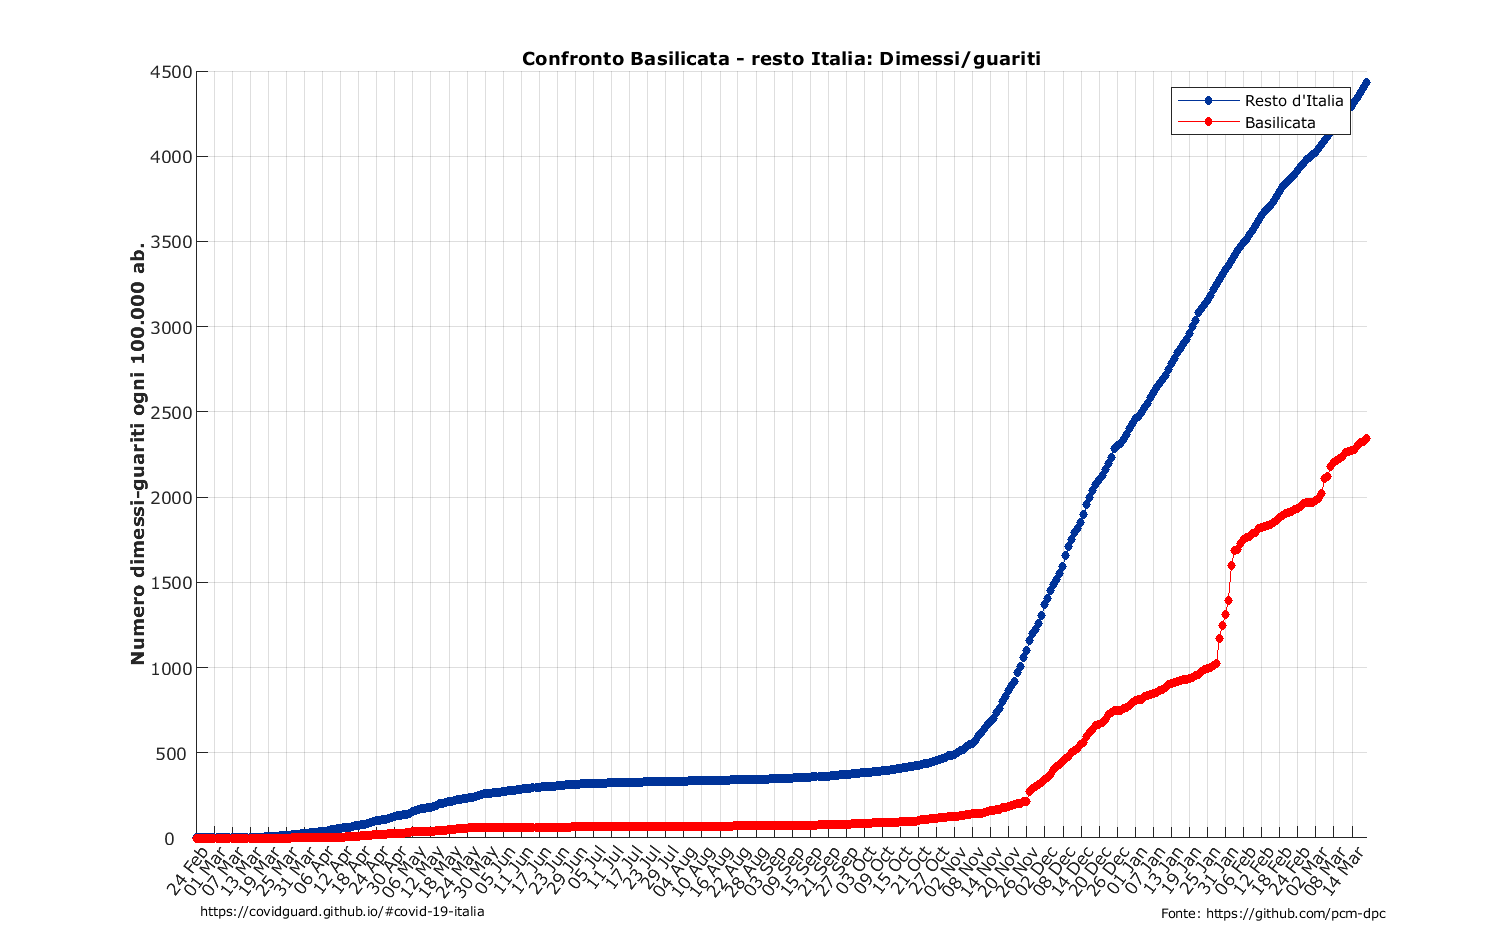 Confronto Basilicata - resto Italia: Dimessi/guariti
Numero dimessi-guariti ogni 100.000 ab.
4500
4000
3500
3000
2500
2000
1500
1000
500
0
Resto d'Italia
Basilicata
24 Feb
01 Mar
07 Mar
13 Mar
19 Mar
25 Mar
31 Mar
06 Apr
12 Apr
18 Apr
24 Apr
30 Apr
06 May
12 May
18 May
24 May
30 May
05 Jun
11 Jun
17 Jun
23 Jun
29 Jun
05 Jul
11 Jul
17 Jul
23 Jul
29 Jul
04 Aug
10 Aug
16 Aug
22 Aug
28 Aug
03 Sep
09 Sep
15 Sep
21 Sep
27 Sep
03 Oct
09 Oct
15 Oct
21 Oct
27 Oct
02 Nov
08 Nov
14 Nov
20 Nov
26 Nov
02 Dec
08 Dec
14 Dec
20 Dec
26 Dec
01 Jan
07 Jan
13 Jan
19 Jan
25 Jan
31 Jan
06 Feb
12 Feb
18 Feb
24 Feb
02 Mar
08 Mar
14 Mar
https://covidguard.github.io/#covid-19-italia
Fonte: https://github.com/pcm-dpc